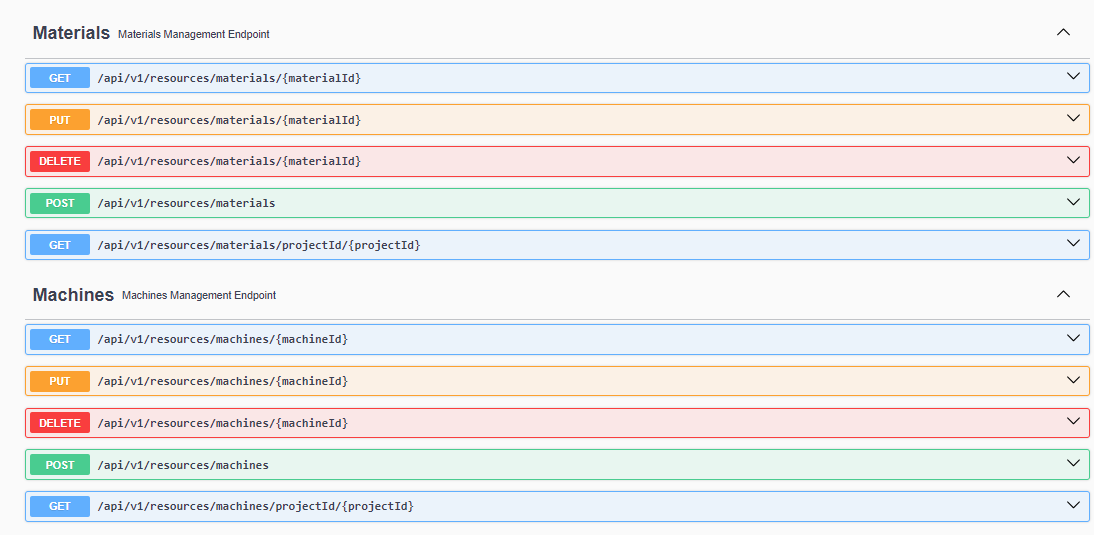 Materials Materials Management Endpoint
GET /api/v1/resources/materials/{materialId}
PUT /api/v1/resources/materials/{materialId}
DELETE /api/v1/resources/materials/{materialId}
POST /api/v1/resources/materials
GET /api/v1/resources/materials/projectId/{projectId}
Machines Machines Management Endpoint
GET /api/v1/resources/machines/{machineId}
PUT /api/v1/resources/machines/{machineId}
DELETE /api/v1/resources/machines/{machineId}
POST /api/v1/resources/machines
GET /api/v1/resources/machines/projectId/{projectId}